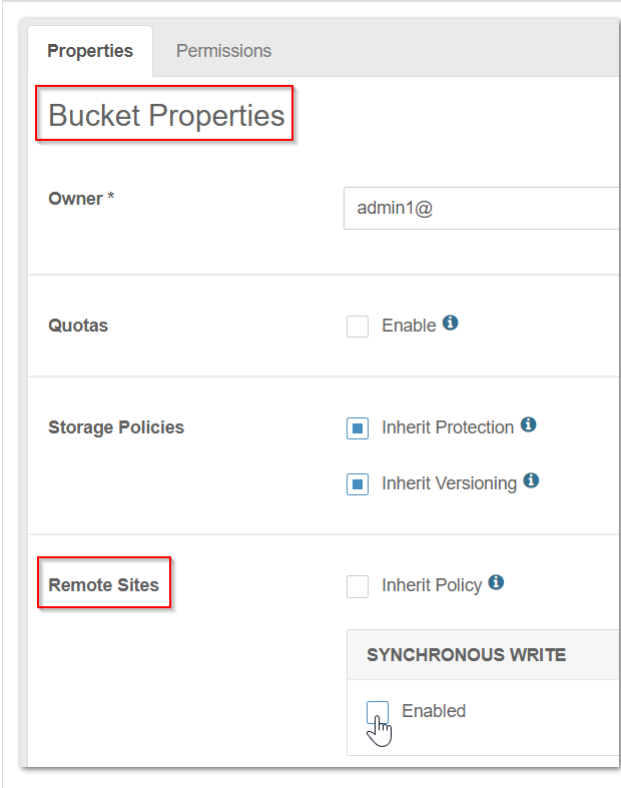 Properties Permissions
Bucket Properties
Owner * admin1@
Quotas Enable
Storage Policies Inherit Protection
Inherit Versioning
Remote Sites Inherit Policy
SYNCHRONOUS WRITE
Enabled